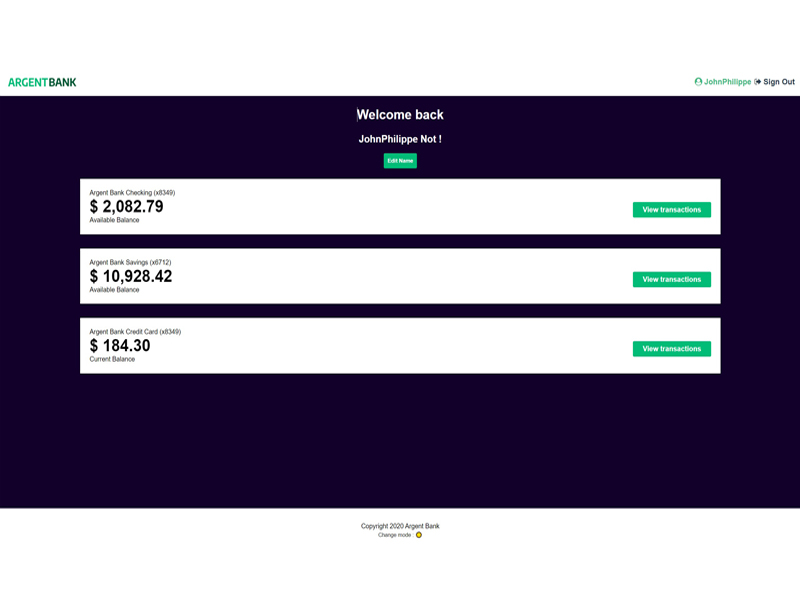 ARGENTBANK
JohnPhilippe Sign Out
Welcome back
JohnPhilippe Not !
Edit Name
Argent Bank Checking (x8349)
$ 2,082.79
Available Balance
View transactions
Argent Bank Savings (x6712)
$ 10,928.42
Available Balance
View transactions
Argent Bank Credit Card (x8349)
$ 184.30
Current Balance
View transactions
Copyright 2020 Argent Bank
Change mode :